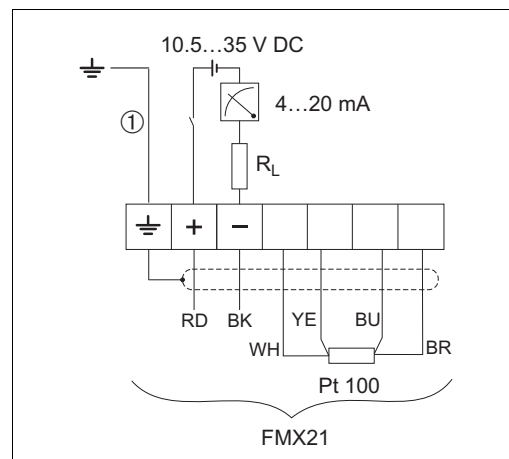 10.5...35 V DC
①
4...20 mA
R_L
+ −
RD BK YE BU
WH BR
Pt 100
FMX21